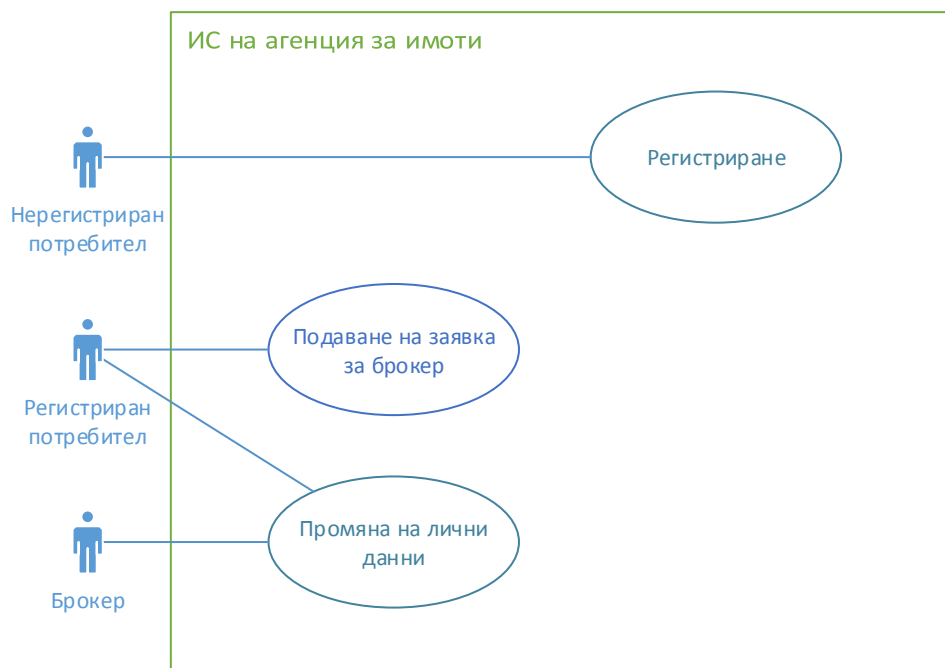 ИС на агенция за имоти
Регистриране
Нерегистриран
потребител
Подаване на заявка
за брокер
Регистриран
потребител
Промяна на лични
данни
Брокер